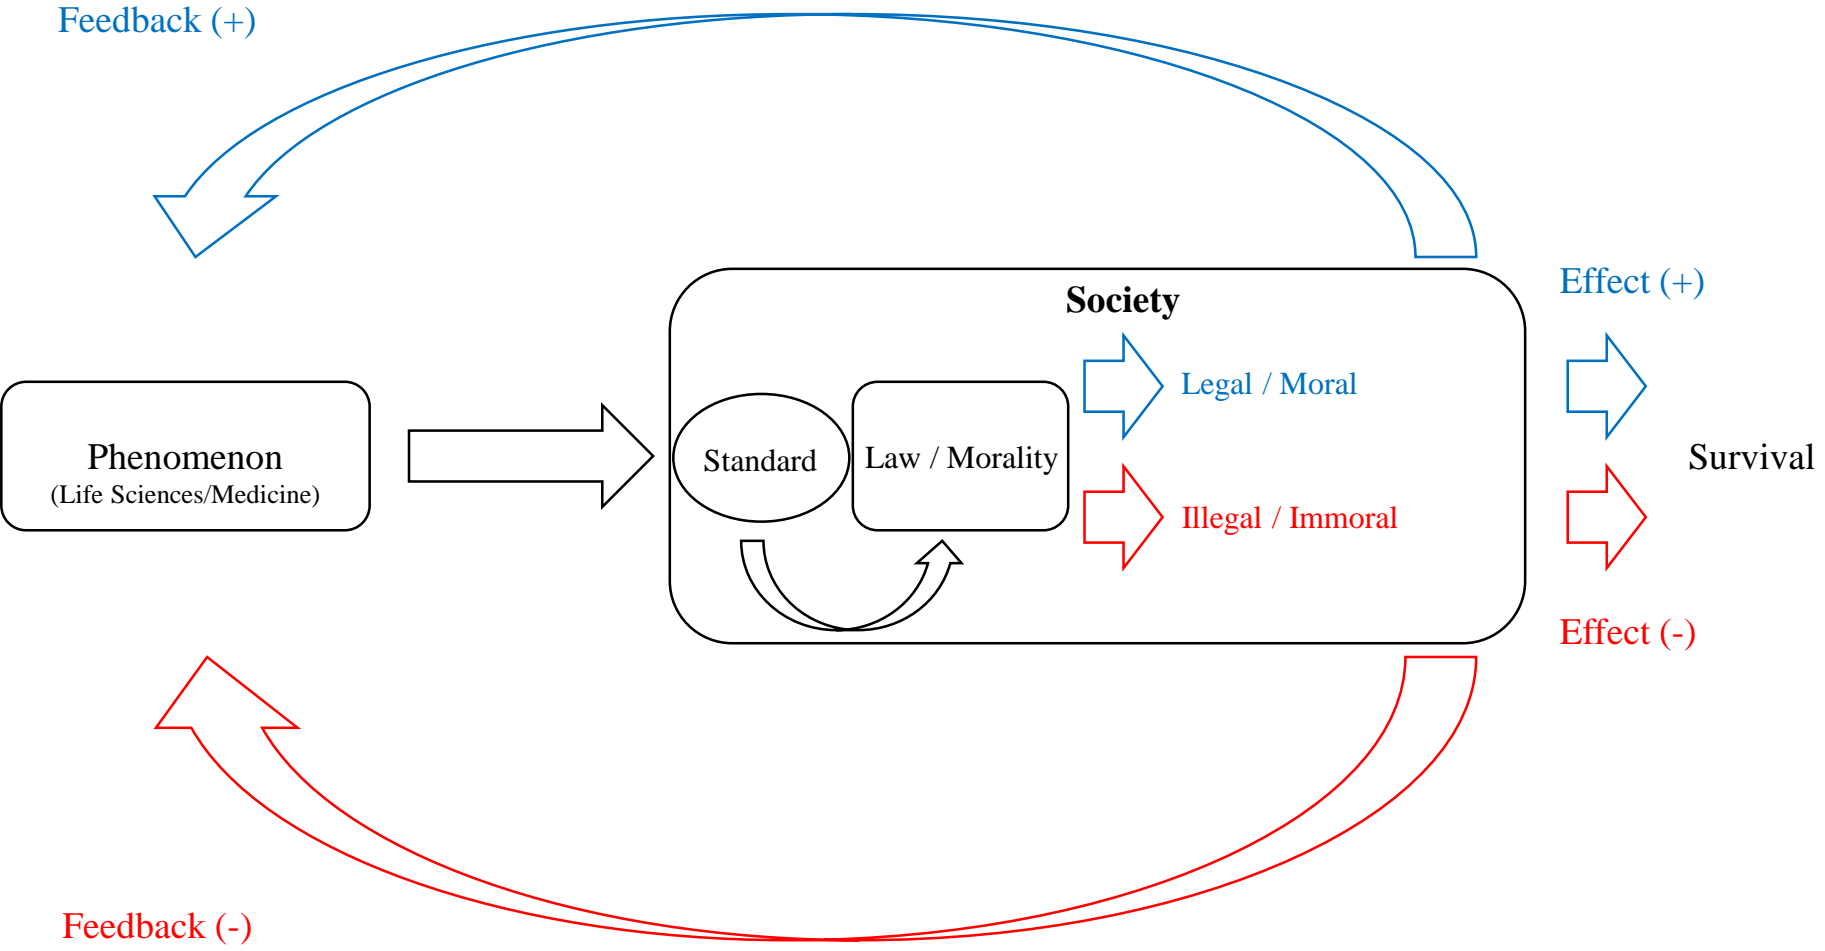 Feedback (+)
Effect (+)
Society
Legal / Moral
Phenomenon
(Life Sciences/Medicine)
Standard
Law / Morality
Survival
Illegal / Immoral
Effect (-)
Feedback (-)